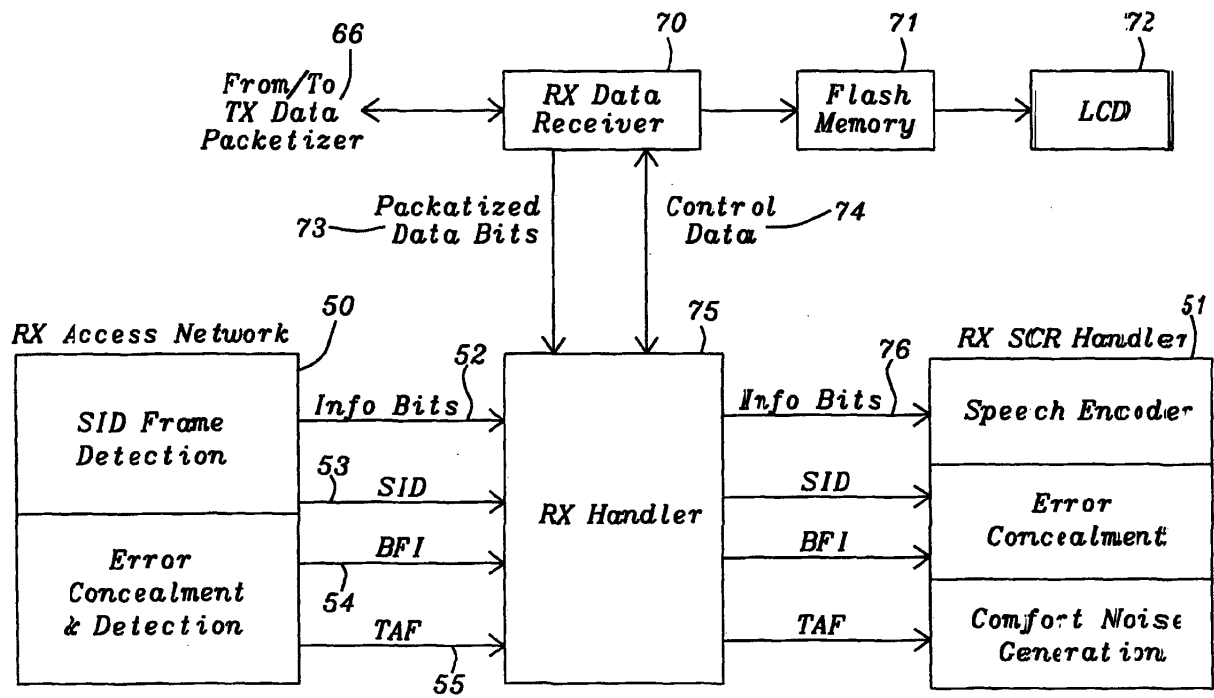 66
From/To
TX Data
Packetizer
70
RX Data
Receiver
71
Flash
Memory
72
LCD
73
Packatized
Data Bits
Control
Data
74
RX Access Network
50
SID Frame
Detection
Error
Concealment
& Detection
Info Bits
52
53
SID
BFI
54
TAF
55
75
RX Handler
Info Bits
76
SID
BFI
TAF
51
RX SCR Handler
Speech Encoder
Error
Concealment
Comfort Noise
Generation